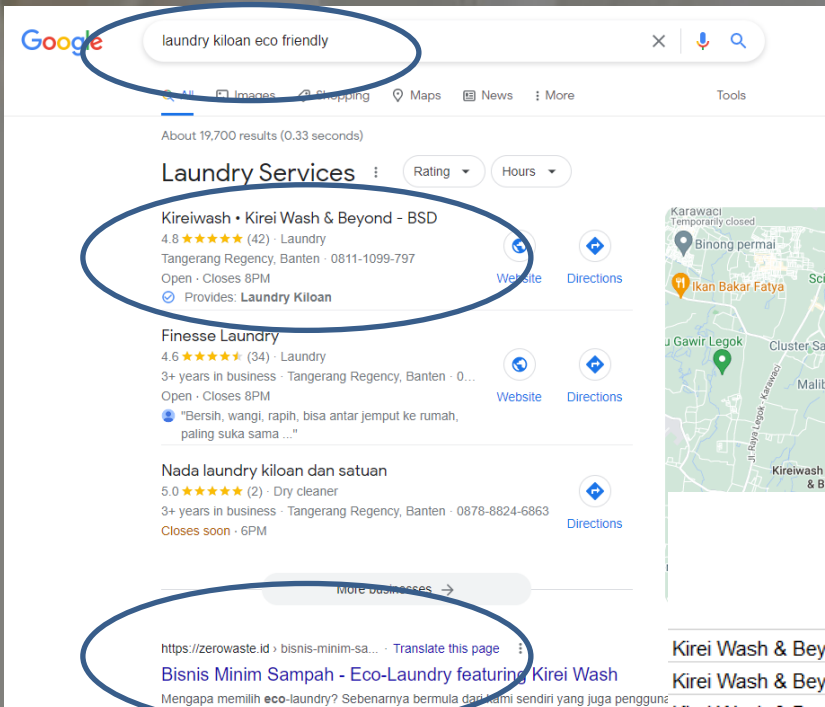 Google
laundry kiloan eco friendly
All Images Shopping Maps News More Tools
About 19,700 results (0.33 seconds)
Laundry Services
Rating
Hours
Kireiwash • Kirei Wash & Beyond - BSD
4.8 (42) · Laundry
Tangerang Regency, Banten · 0811-1099-797
Open · Closes 8PM
Provides: Laundry Kiloan
Website
Directions
Finesse Laundry
4.6 (34) · Laundry
3+ years in business · Tangerang Regency, Banten · 0...
Open · Closes 8PM
"Bersih, wangi, rapih, bisa antar jemput ke rumah,
paling suka sama ..."
Website
Directions
Nada laundry kiloan dan satuan
5.0 (2) · Dry cleaner
3+ years in business · Tangerang Regency, Banten · 0878-8824-6863
Closes soon · 6PM
Directions
More businesses
https://zerowaste.id › bisnis-minim-sa... · Translate this page
Bisnis Minim Sampah - Eco-Laundry featuring Kirei Wash
Mengapa memilih eco-laundry? Sebenarnya bermula dari kami sendiri yang juga pengguna
Karawaci
Temporarily closed
Binong permai
Ikan Bakar Fatya
Gawir Legok
Cluster
Jl. Raya Legok - Karawaci
Kireiwash
Kirei Wash &
Kirei Wash &